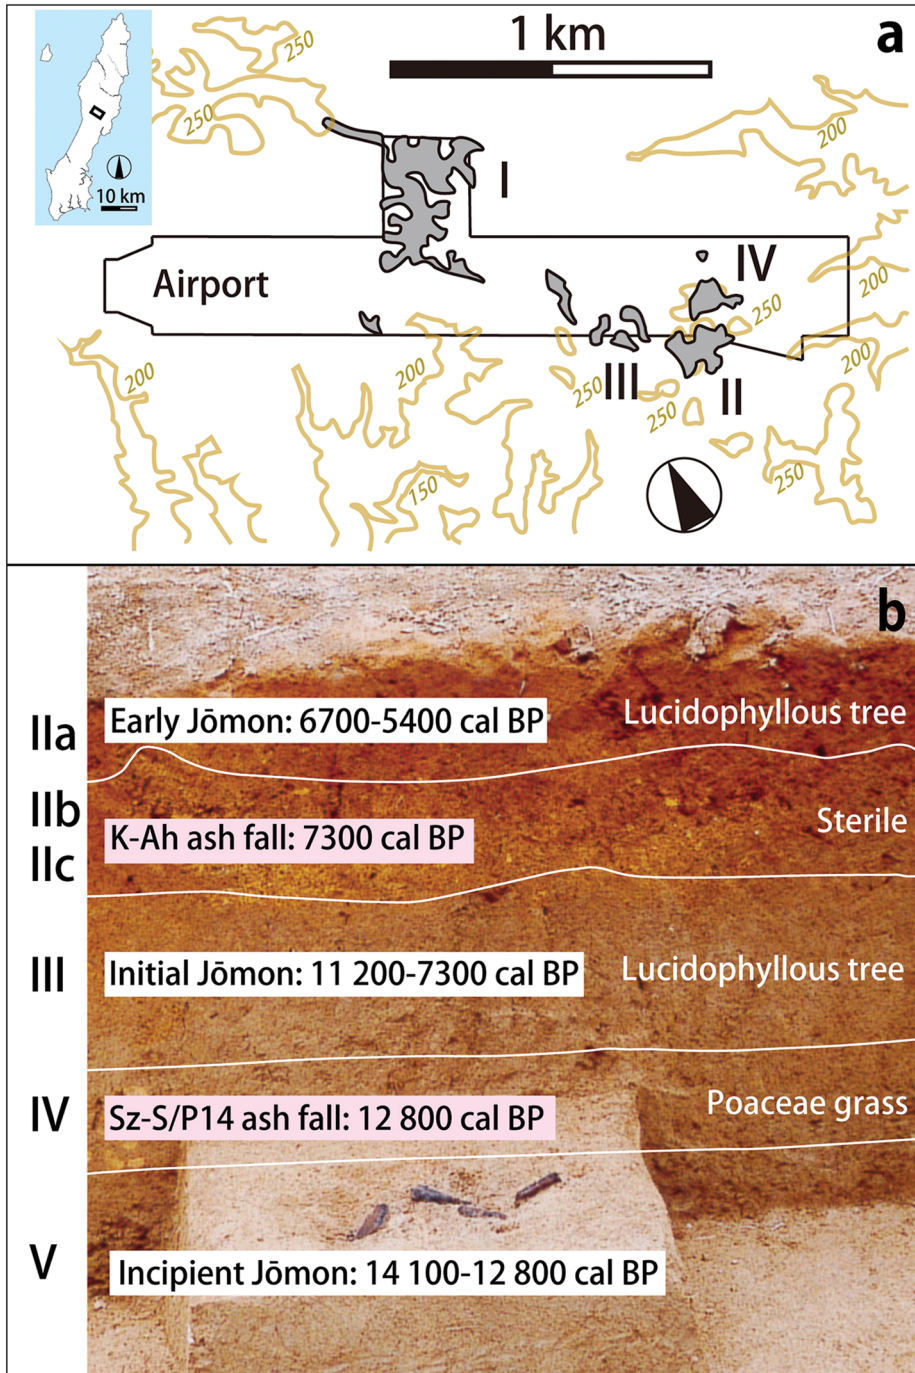 a
1 km
10 km
250
250
200
I
IV
Airport
250
200
200
200
200
III
250
250
II
250
150
b
IIa
Early Jōmon: 6700-5400 cal BP
Lucidophyllous tree
IIb
K-Ah ash fall: 7300 cal BP
Sterile
IIc
III
Initial Jōmon: 11 200-7300 cal BP
Lucidophyllous tree
IV
Sz-S/P14 ash fall: 12 800 cal BP
Poaceae grass
V
Incipient Jōmon: 14 100-12 800 cal BP